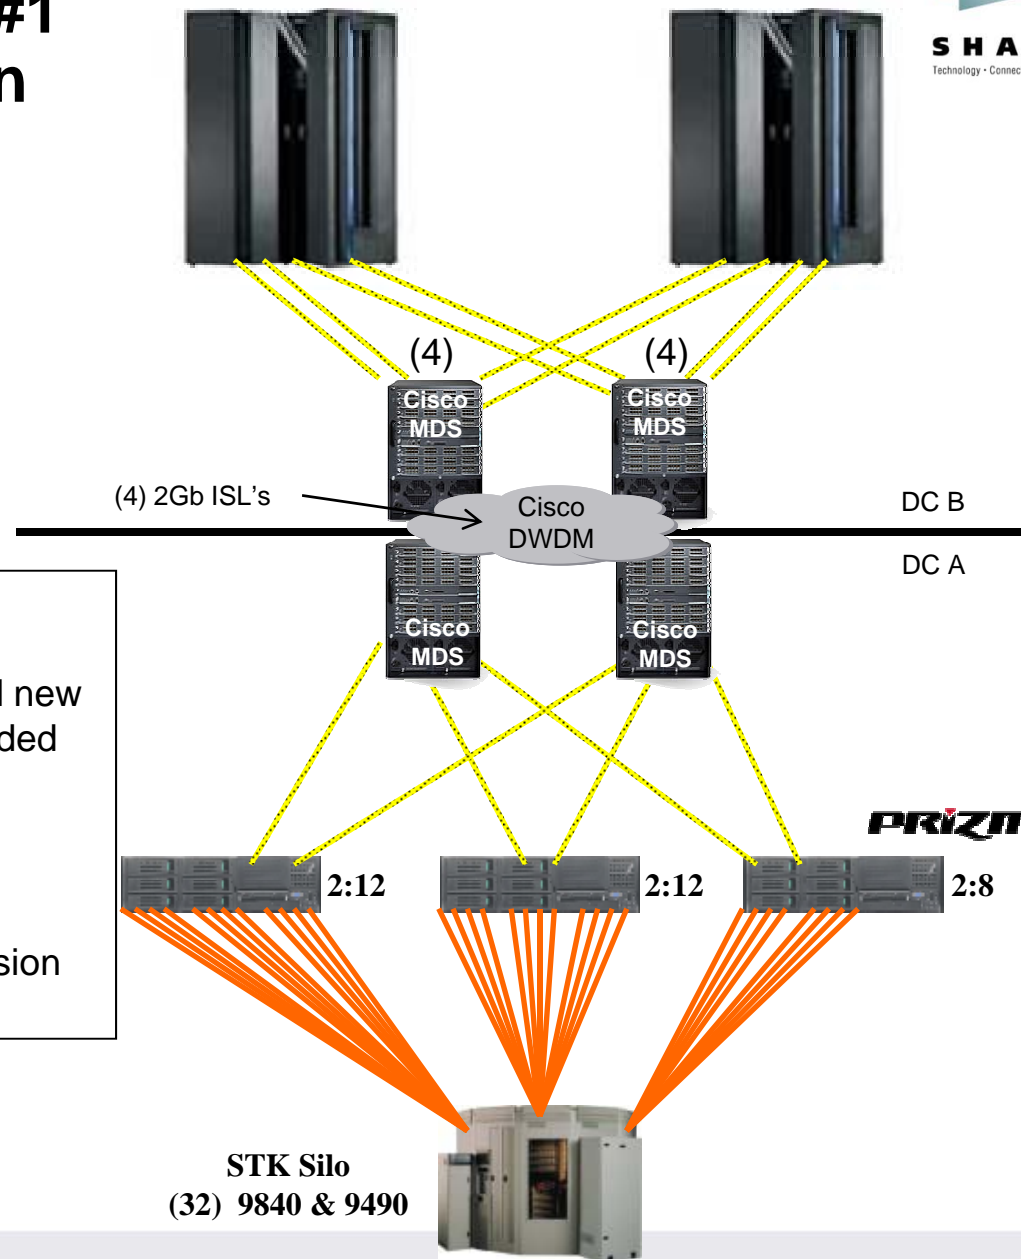 #1
n
S H A
Technology · Connec
(4)
(4)
Cisco
MDS
Cisco
MDS
(4) 2Gb ISL's
Cisco
DWDM
DC B
DC A
Cisco
MDS
Cisco
MDS
l new
ded
sion
PRiZM
2:12
2:12
2:8
STK Silo
(32) 9840 & 9490